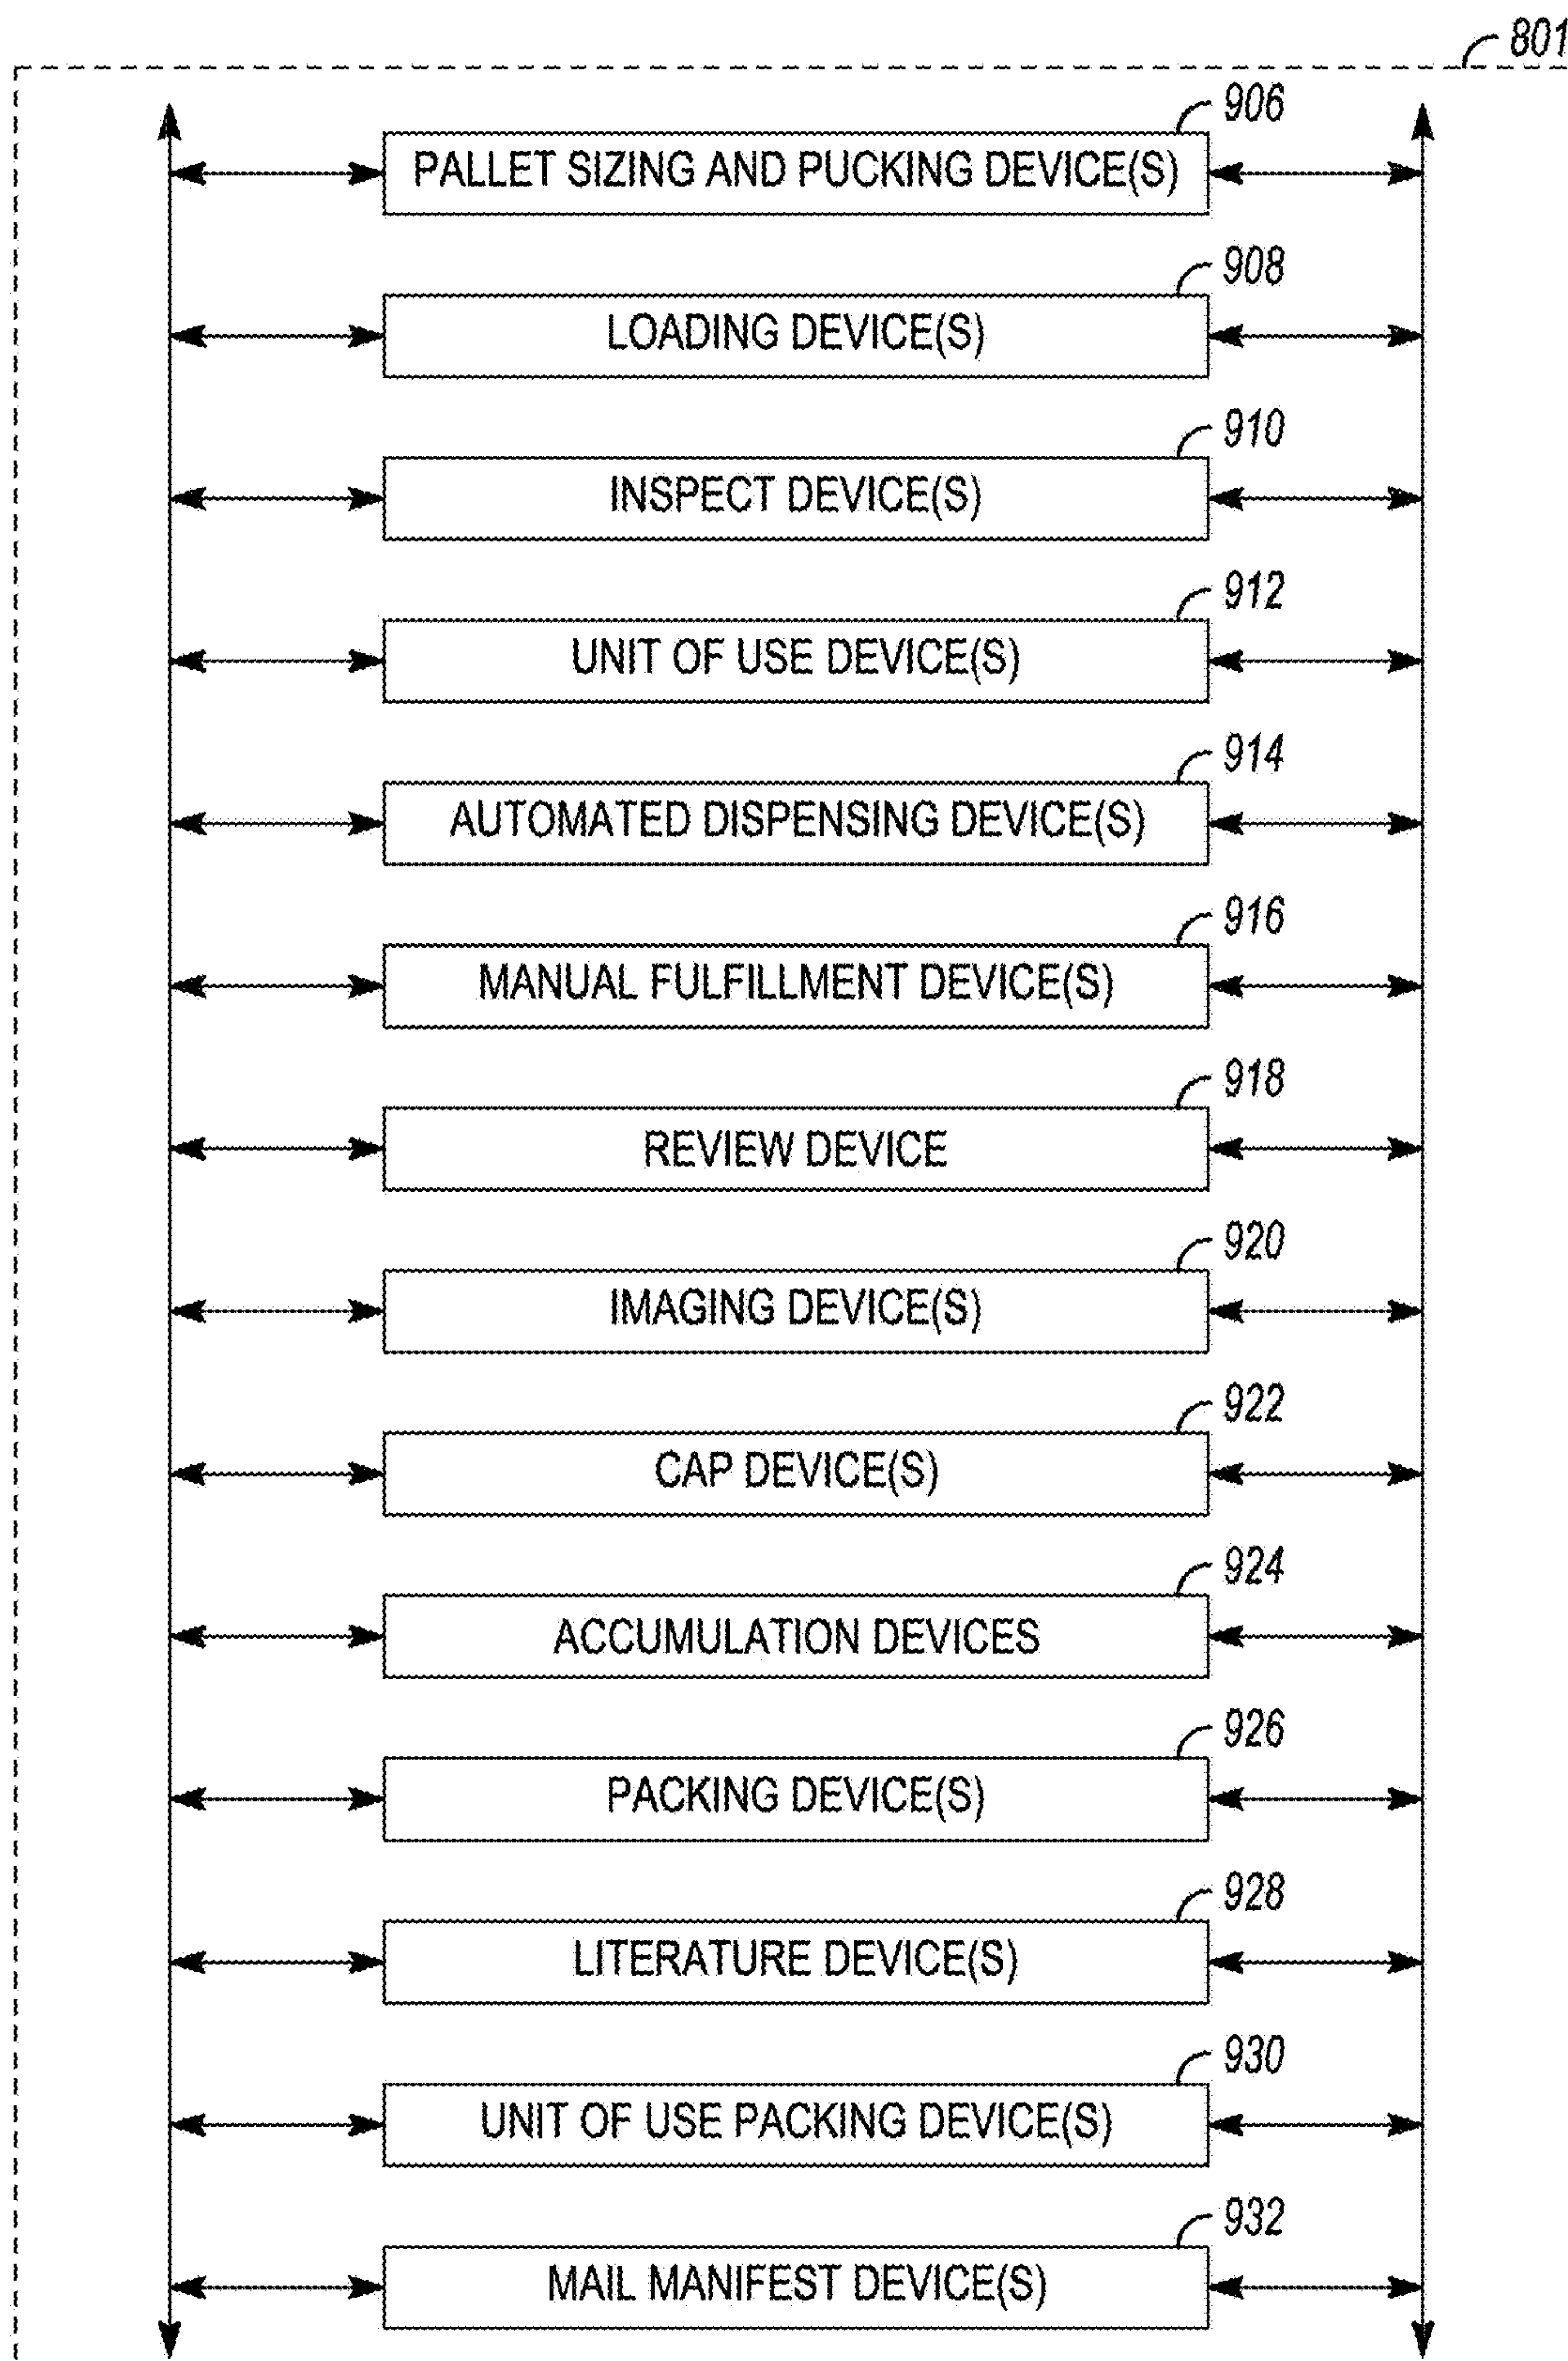 801
906
PALLET SIZING AND PUCKING DEVICE(S)
908
LOADING DEVICE(S)
910
INSPECT DEVICE(S)
912
UNIT OF USE DEVICE(S)
914
AUTOMATED DISPENSING DEVICE(S)
916
MANUAL FULFILLMENT DEVICE(S)
918
REVIEW DEVICE
920
IMAGING DEVICE(S)
922
CAP DEVICE(S)
924
ACCUMULATION DEVICES
926
PACKING DEVICE(S)
928
LITERATURE DEVICE(S)
930
UNIT OF USE PACKING DEVICE(S)
932
MAIL MANIFEST DEVICE(S)